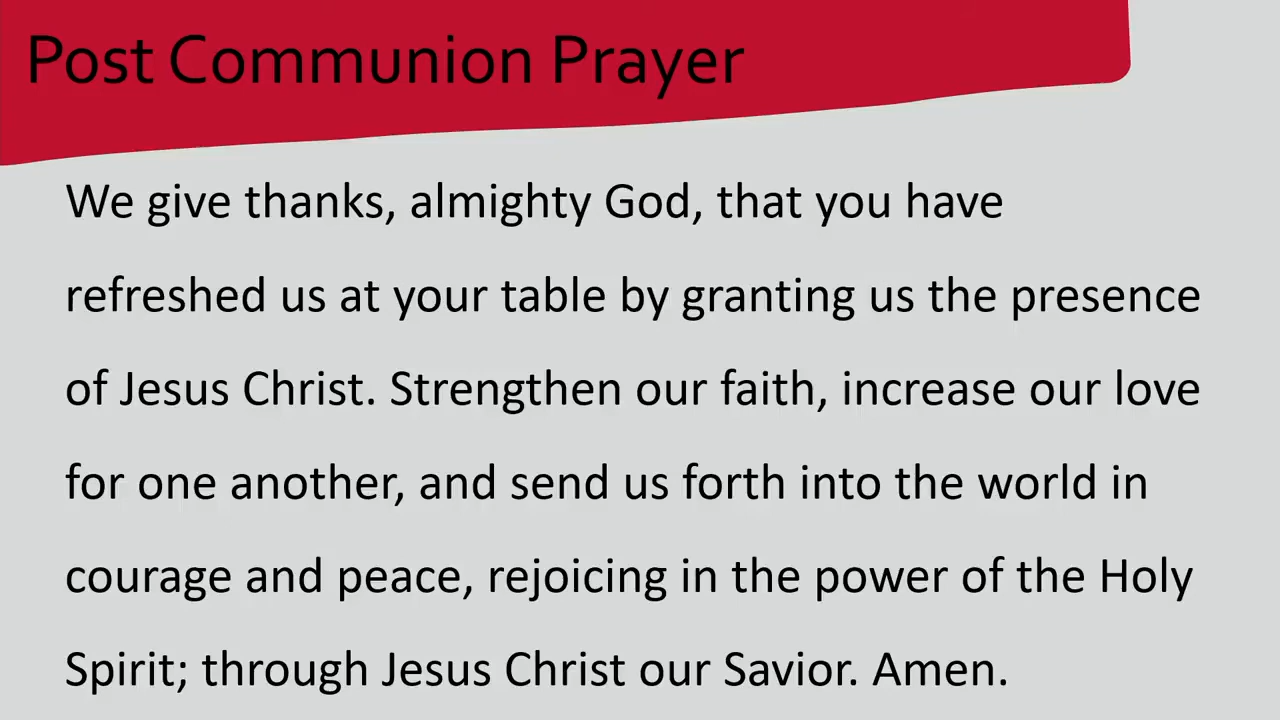 Post Communion Prayer
We give thanks, almighty God, that you have
refreshed us at your table by granting us the presence
of Jesus Christ. Strengthen our faith, increase our love
for one another, and send us forth into the world in
courage and peace, rejoicing in the power of the Holy
Spirit; through Jesus Christ our Savior. Amen.